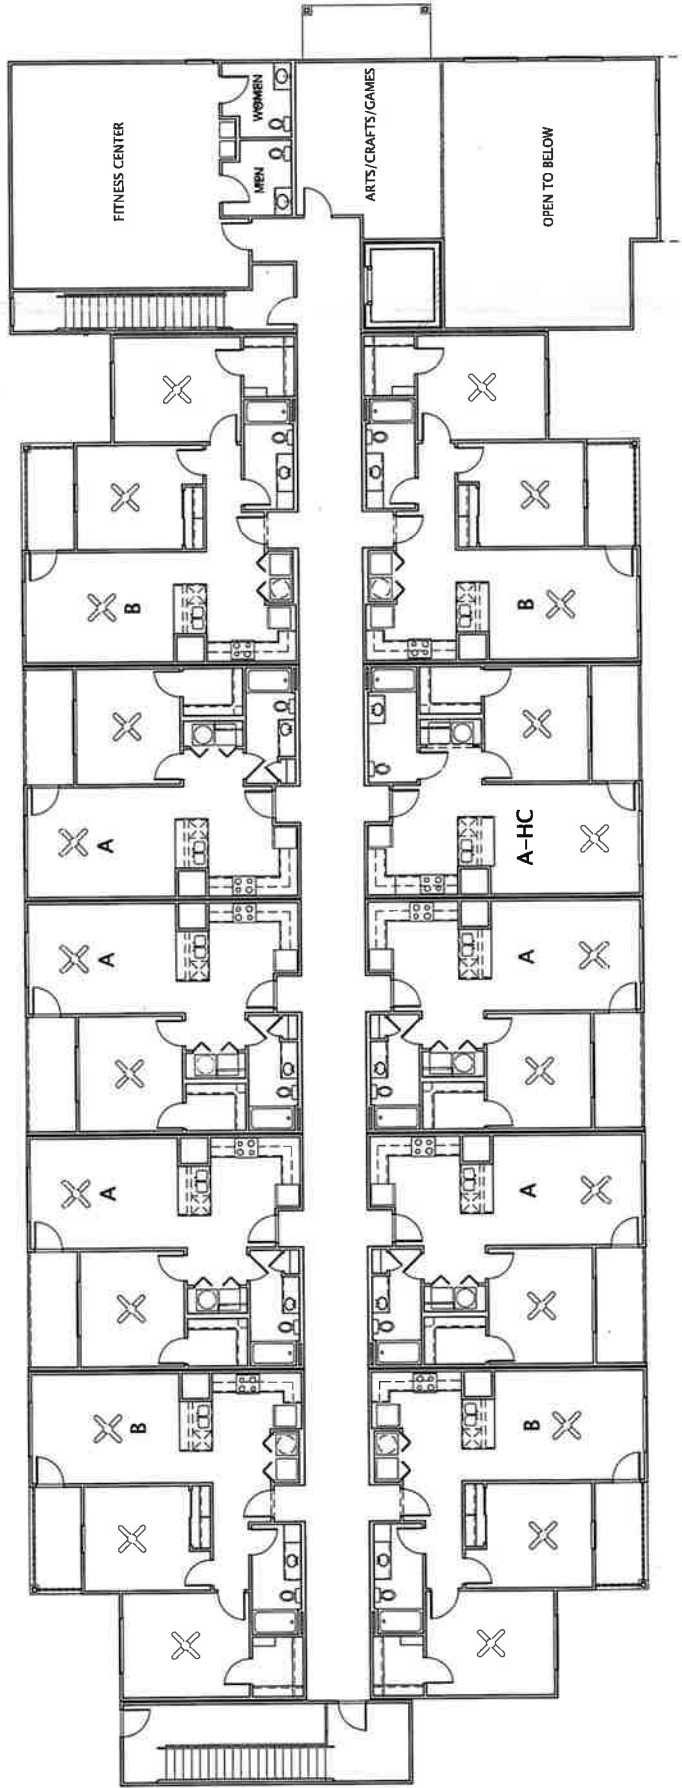 FITNESS CENTER
WOMEN
MEN
ARTS/CRAFTS/GAMES
OPEN TO BELOW
B
B
A
A-HC
A
A
A
A
B
B